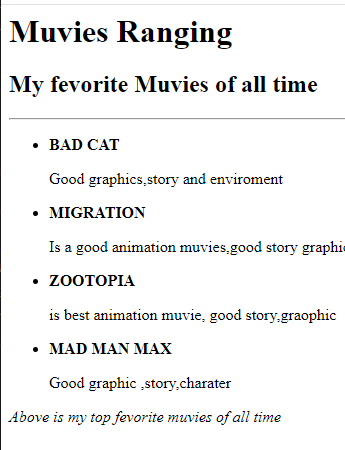 Muvies Ranging
My fevorite Muvies of all time
BAD CAT
Good graphics,story and enviroment
MIGRATION
Is a good animation muvies,good story graphic
ZOOTOPIA
is best animation muvie, good story,graophic
MAD MAN MAX
Good graphic ,story,charater
Above is my top fevorite muvies of all time